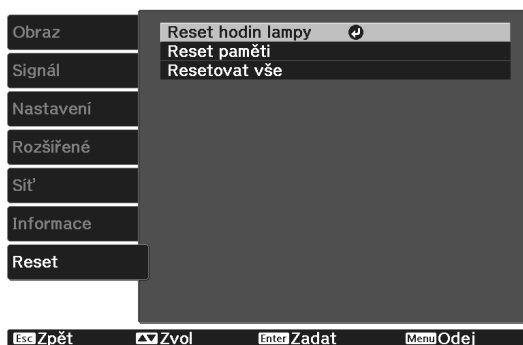 Obraz
Signál
Nastavení
Rozšířené
Síť
Informace
Reset
Reset hodin lampy
Reset paměti
Resetovat vše
Esc Zpět Zvol Enter Zadat Menu Odej